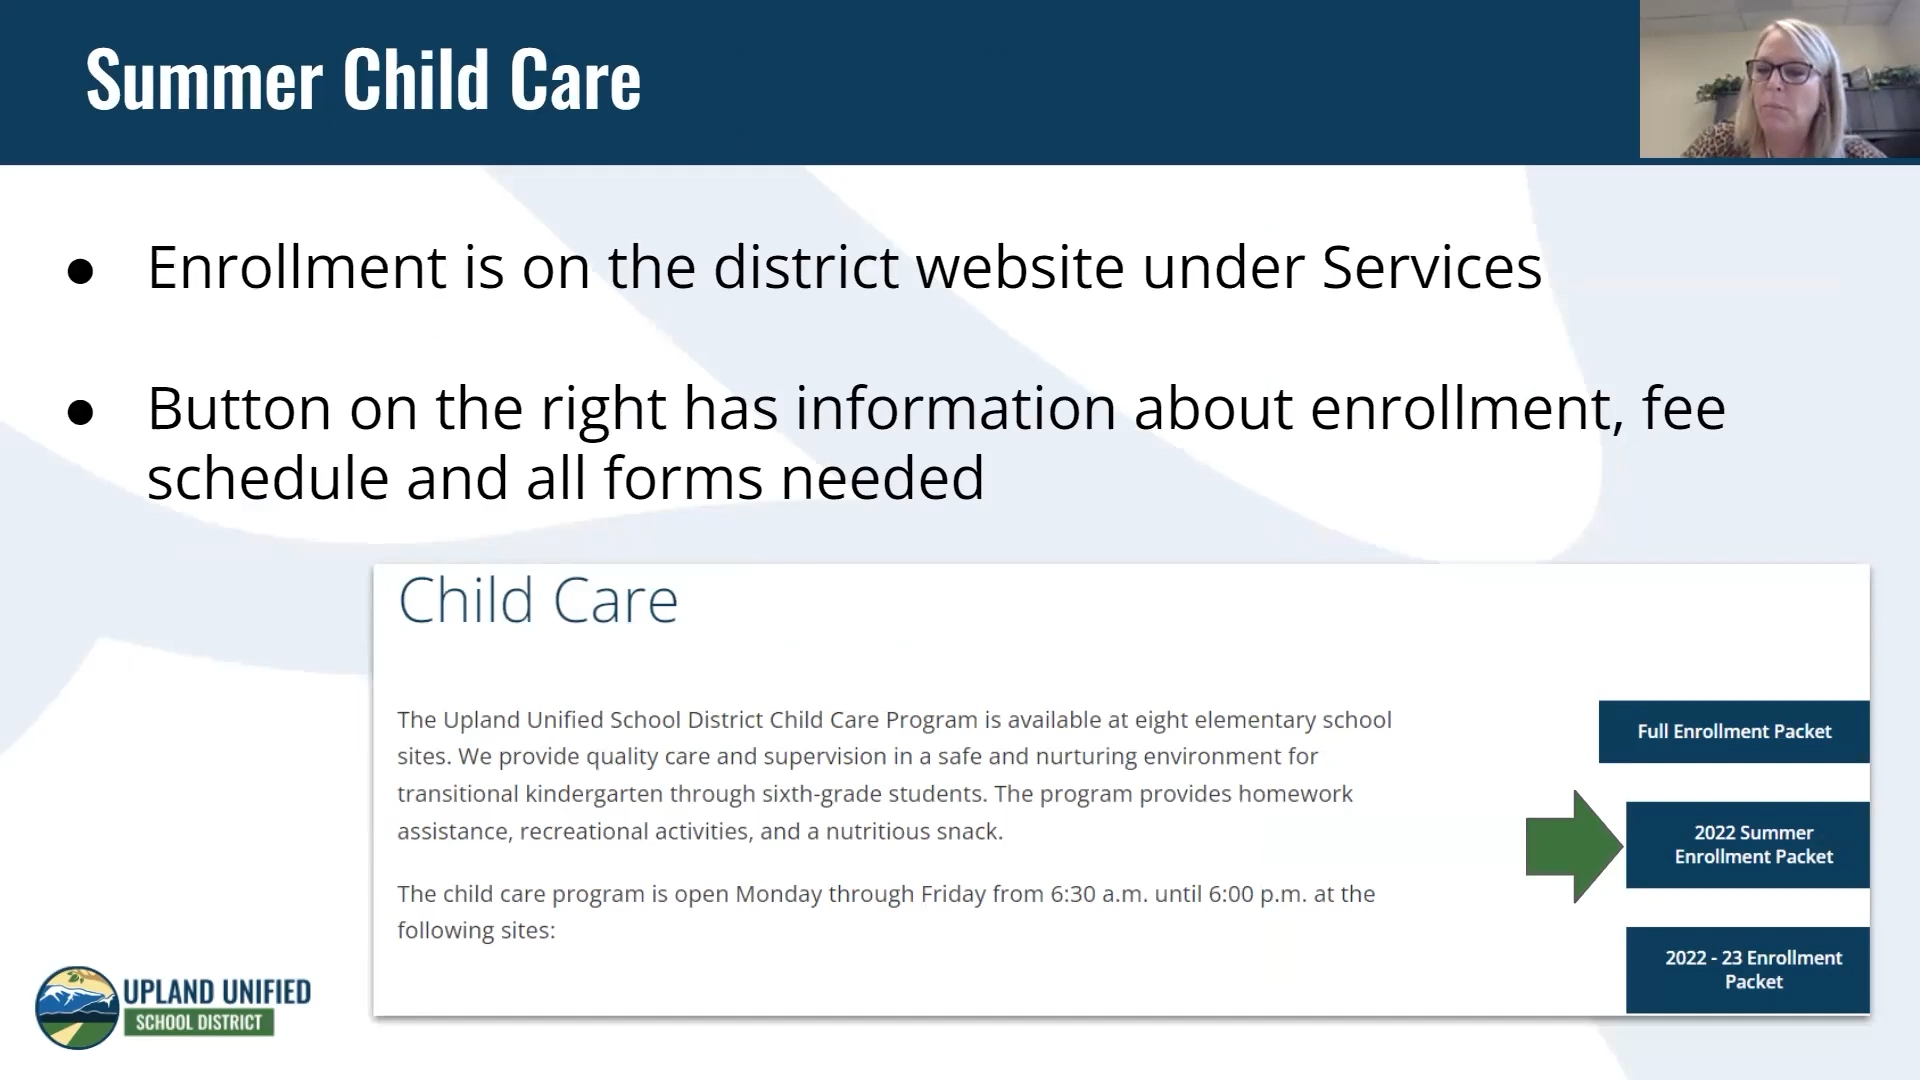 Summer Child Care
● Enrollment is on the district website under Services
● Button on the right has information about enrollment, fee
schedule and all forms needed
Child Care
The Upland Unified School District Child Care Program is available at eight elementary school
sites. We provide quality care and supervision in a safe and nurturing environment for
transitional kindergarten through sixth-grade students. The program provides homework
assistance, recreational activities, and a nutritious snack.
The child care program is open Monday through Friday from 6:30 a.m. until 6:00 p.m. at the
following sites:
Full Enrollment Packet
2022 Summer
Enrollment Packet
2022 - 23 Enrollment
Packet
UPLAND UNIFIED
SCHOOL DISTRICT